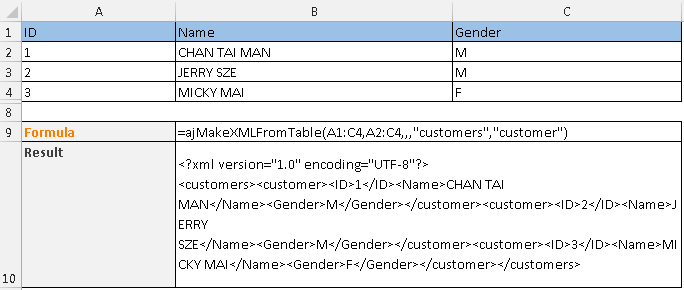 A B C
1 ID Name Gender
2 1 CHAN TAI MAN M
3 2 JERRY SZE M
4 3 MICKY MAI F
8
9 Formula =ajMakeXMLFromTable(A1:C4,A2:C4,,,"customers","customer")
Result
<?xml version="1.0" encoding="UTF-8"?>
<customers><customer><ID>1</ID><Name>CHAN TAI
MAN</Name><Gender>M</Gender></customer><customer><ID>2</ID><Name>J
ERRY
SZE</Name><Gender>M</Gender></customer><customer><ID>3</ID><Name>MI
10 CKY MAI</Name><Gender>F</Gender></customer></customers>